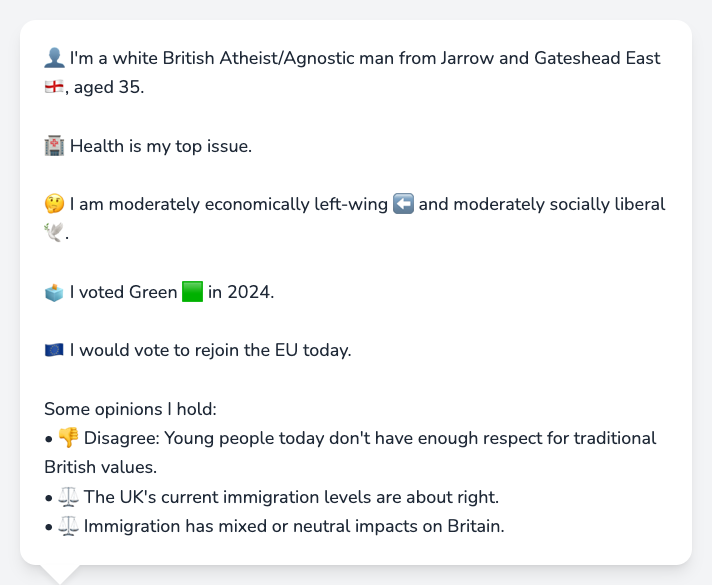 👤 I'm a white British Atheist/Agnostic man from Jarrow and Gateshead East
🏴󠁧󠁢󠁥󠁮󠁧󠁿, aged 35.
🏥 Health is my top issue.
🤔 I am moderately economically left-wing ⬅️ and moderately socially liberal
🕊️.
🗳️ I voted Green 🟩 in 2024.
🇪🇺 I would vote to rejoin the EU today.
Some opinions I hold:
• 👎 Disagree: Young people today don't have enough respect for traditional
British values.
• ⚖️ The UK's current immigration levels are about right.
• ⚖️ Immigration has mixed or neutral impacts on Britain.